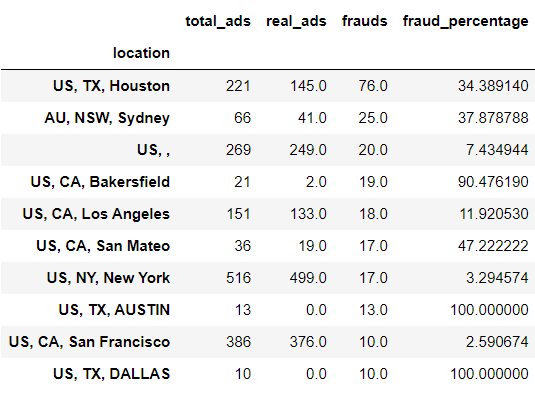 total_ads real_ads frauds fraud_percentage
location
US, TX, Houston 221 145.0 76.0 34.389140
AU, NSW, Sydney 66 41.0 25.0 37.878788
US, , 269 249.0 20.0 7.434944
US, CA, Bakersfield 21 2.0 19.0 90.476190
US, CA, Los Angeles 151 133.0 18.0 11.920530
US, CA, San Mateo 36 19.0 17.0 47.222222
US, NY, New York 516 499.0 17.0 3.294574
US, TX, AUSTIN 13 0.0 13.0 100.000000
US, CA, San Francisco 386 376.0 10.0 2.590674
US, TX, DALLAS 10 0.0 10.0 100.000000